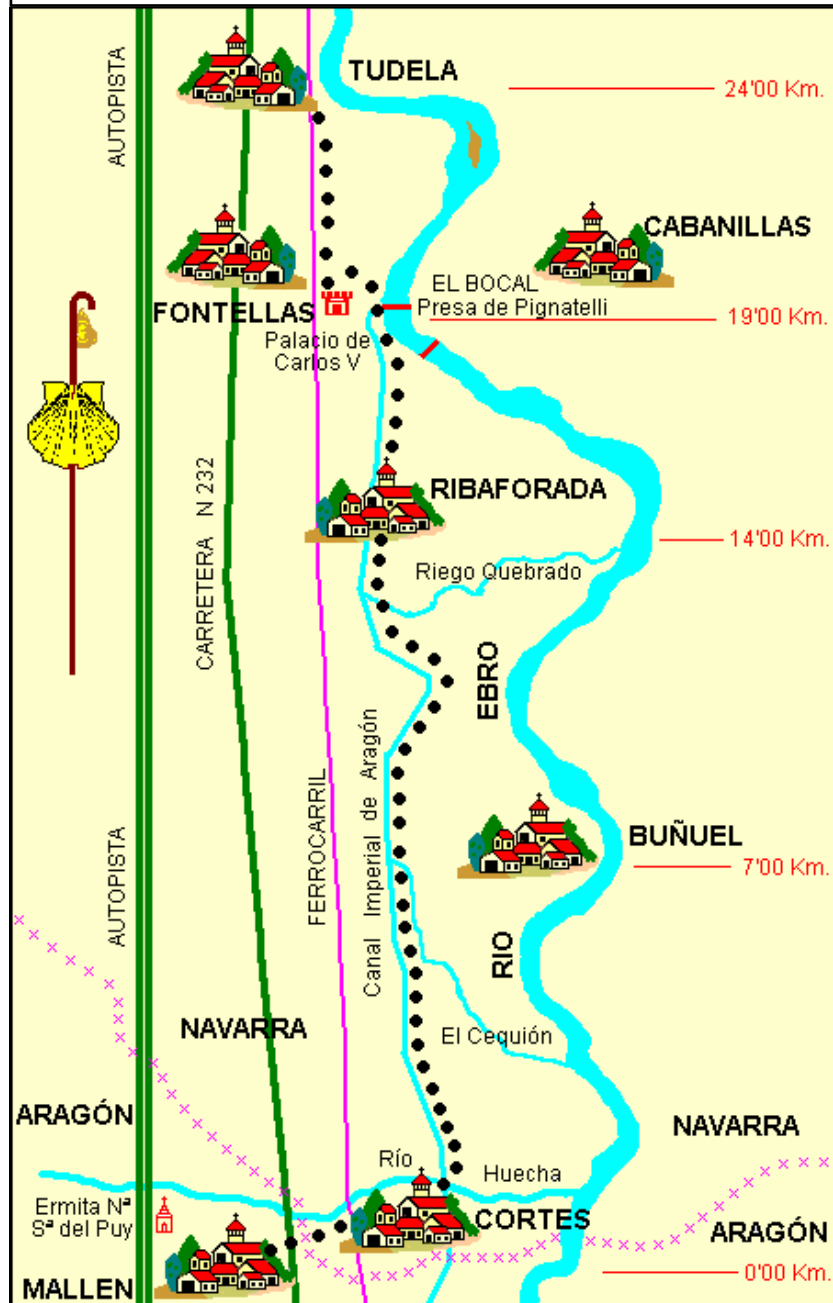 TUDELA
24'00 Km.
AUTOPISTA
CABANILLAS
EL BOCAL
Presa de Pignatelli
FONTELLAS
19'00 Km.
Palacio de
Carlos V
CARRETERA N 232
RIBAFORADA
14'00 Km.
Riego Quebrado
EBRO
Canal Imperial de Aragón
FERROCARRIL
BUÑUEL
7'00 Km.
AUTOPISTA
RIO
NAVARRA
El Cequión
ARAGÓN
NAVARRA
Río
Huecha
Ermita Nª
Sª del Puy
CORTES
ARAGÓN
MALLEN
0'00 Km.